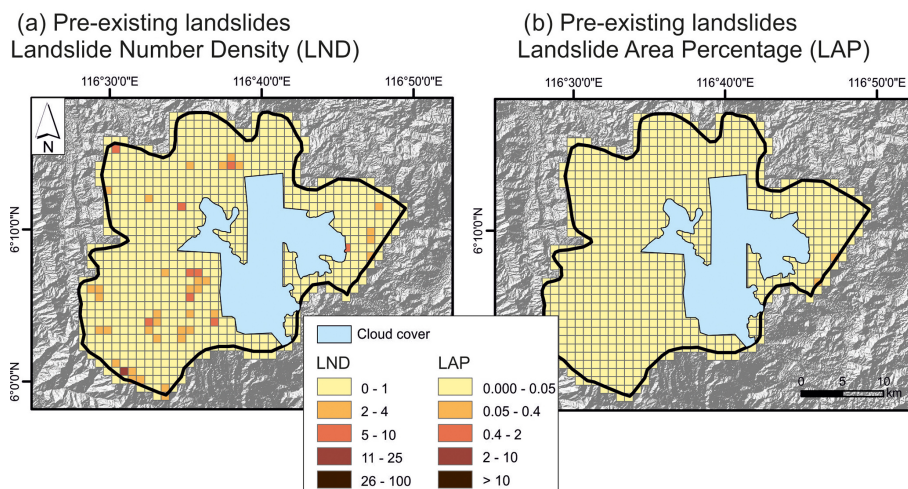 (a) Pre-existing landslides
Landslide Number Density (LND)
(b) Pre-existing landslides
Landslide Area Percentage (LAP)
116°30'0"E
116°40'0"E
116°50'0"E
116°30'0"E
116°40'0"E
116°50'0"E
N
6°10'0"N
6°0'0"N
6°10'0"N
6°0'0"N
Cloud cover
LND
LAP
0 - 1
0.000 - 0.05
2 - 4
0.05 - 0.4
5 - 10
0.4 - 2
11 - 25
2 - 10
26 - 100
> 10
0 5 10
km